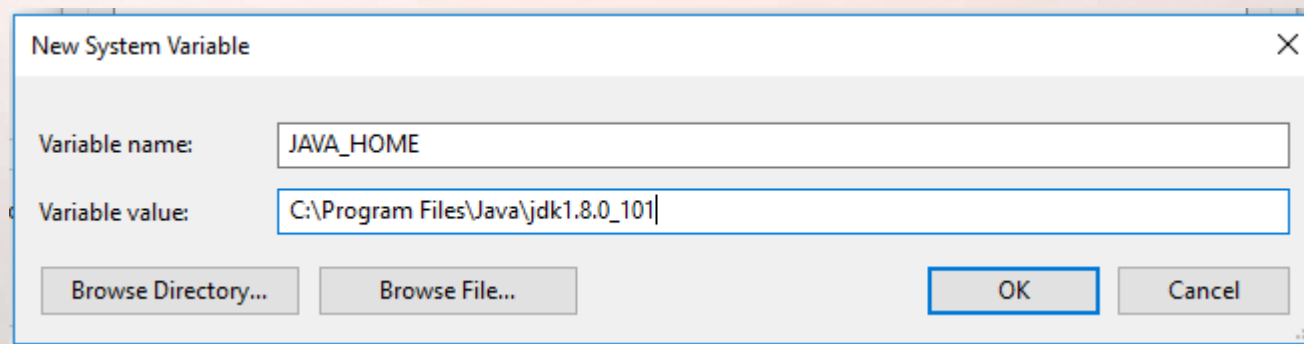 New System Variable
Variable name: JAVA_HOME
Variable value: C:\Program Files\Java\jdk1.8.0_101
Browse Directory... Browse File... OK Cancel